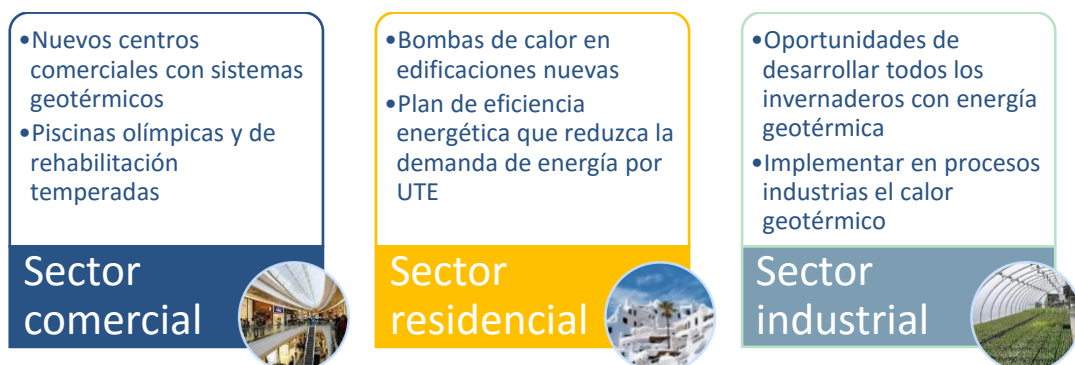 •Nuevos centros
comerciales con sistemas
geotérmicos
•Piscinas olímpicas y de
rehabilitación
temperadas
Sector
comercial
•Bombas de calor en
edificaciones nuevas
•Plan de eficiencia
energética que reduzca la
demanda de energía por
UTE
Sector
residencial
•Oportunidades de
desarrollar todos los
invernaderos con energía
geotérmica
•Implementar en procesos
industrias el calor
geotérmico
Sector
industrial